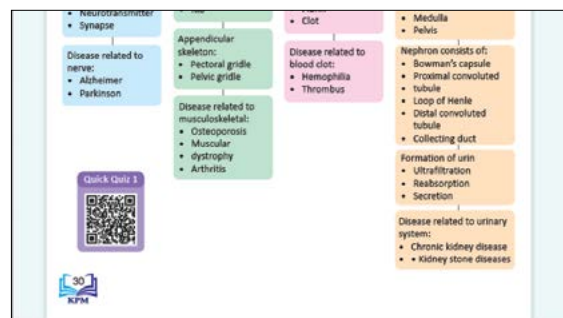 • Neurotransmitter
• Synapse
Disease related to
nerve:
• Alzheimer
• Parkinson
Appendicular
skeleton:
• Pectoral gridle
• Pelvic gridle
Disease related to
musculoskeletal:
• Osteoporosis
• Muscular
• dystrophy
• Arthritis
• Clot
Disease related to
blood clot:
• Hemophilia
• Thrombus
• Medulla
• Pelvis
Nephron consists of:
• Bowman's capsule
• Proximal convoluted
• tubule
• Loop of Henle
• Distal convoluted
tubule
• Collecting duct
Formation of urin
• Ultrafiltration
• Reabsorption
• Secretion
Disease related to urinary
system:
• Chronic kidney disease
• • Kidney stone diseases
Quick Quiz 1
30
KPM